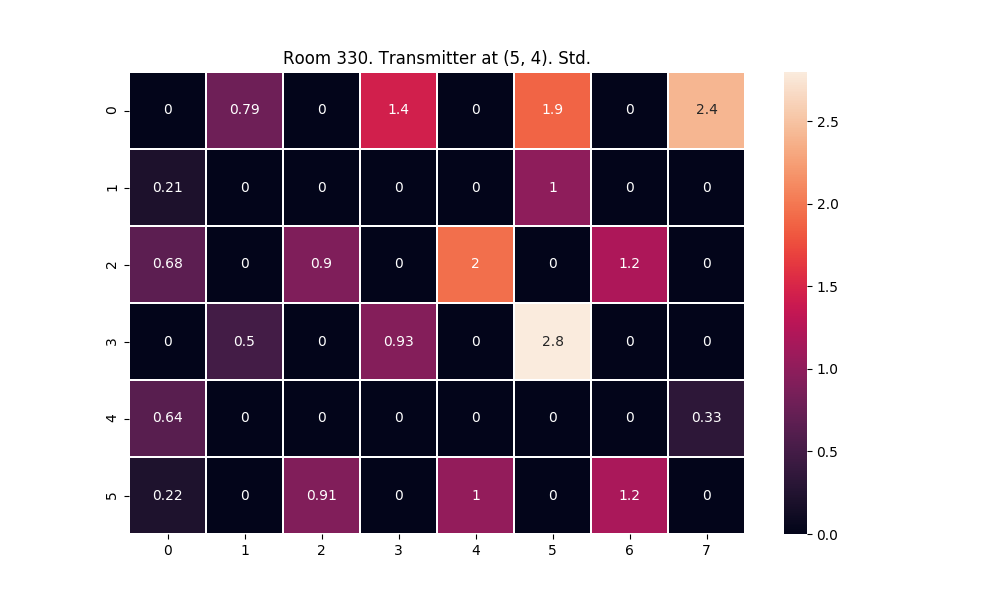 Room 330. Transmitter at (5, 4). Std.
0 0 0.79 0 1.4 0 1.9 0 2.4
1 0.21 0 0 0 0 1 0 0
2 0.68 0 0.9 0 2 0 1.2 0
3 0 0.5 0 0.93 0 2.8 0 0
4 0.64 0 0 0 0 0 0 0.33
5 0.22 0 0.91 0 1 0 1.2 0
0 1 2 3 4 5 6 7
2.5
2.0
1.5
1.0
0.5
0.0